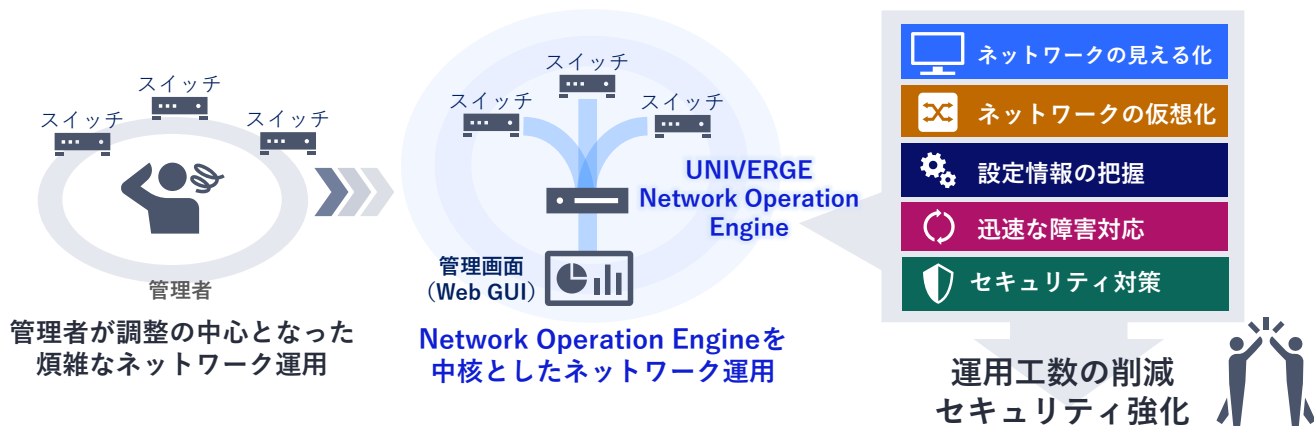 スイッチ
スイッチ
スイッチ
管理者
管理者が調整の中心となった
煩雑なネットワーク運用
スイッチ
スイッチ
スイッチ
UNIVERGE
Network Operation
Engine
管理画面
（Web GUI）
Network Operation Engineを
中核としたネットワーク運用
ネットワークの見える化
ネットワークの仮想化
設定情報の把握
迅速な障害対応
セキュリティ対策
運用工数の削減
セキュリティ強化